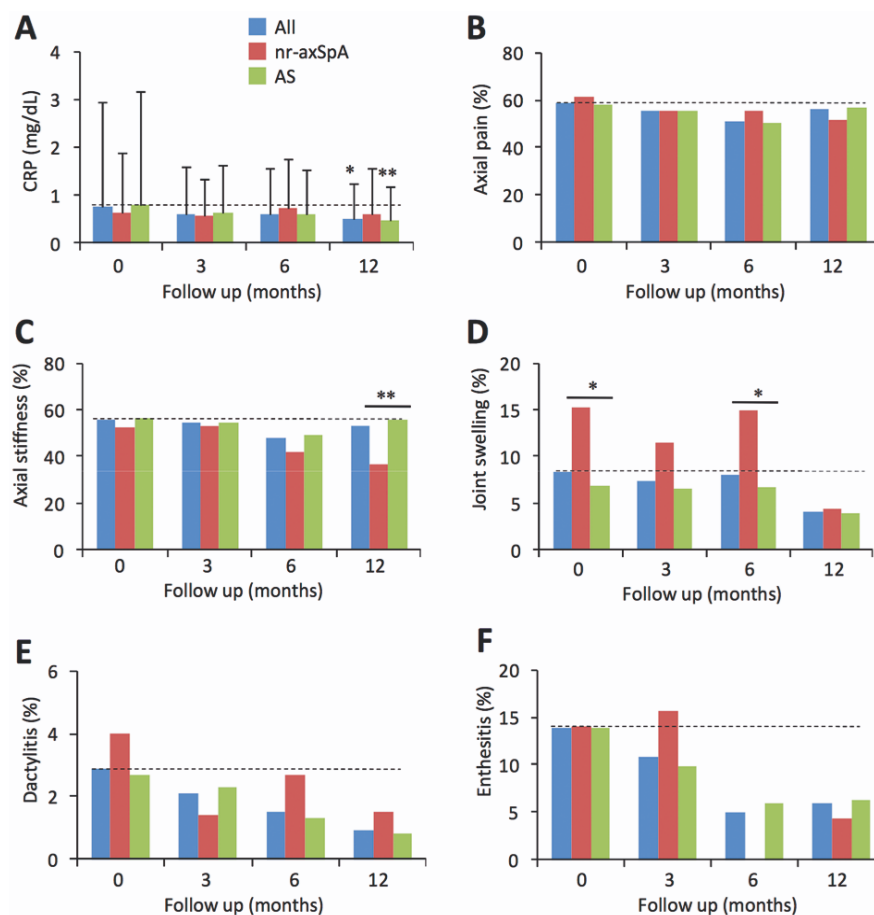 A
All
nr-axSpA
AS
CRP (mg/dL)
4
3
2
1
0
*
**
0 3 6 12
Follow up (months)
B
Axial pain (%)
80
60
40
20
0
0 3 6 12
Follow up (months)
C
Axial stiffness (%)
80
60
40
20
0
**
0 3 6 12
Follow up (months)
D
Joint swelling (%)
20
15
10
5
0
*
*
0 3 6 12
Follow up (months)
E
Dactylitis (%)
6
4
2
0
0 3 6 12
Follow up (months)
F
Enthesitis (%)
20
15
10
5
0
0 3 6 12
Follow up (months)